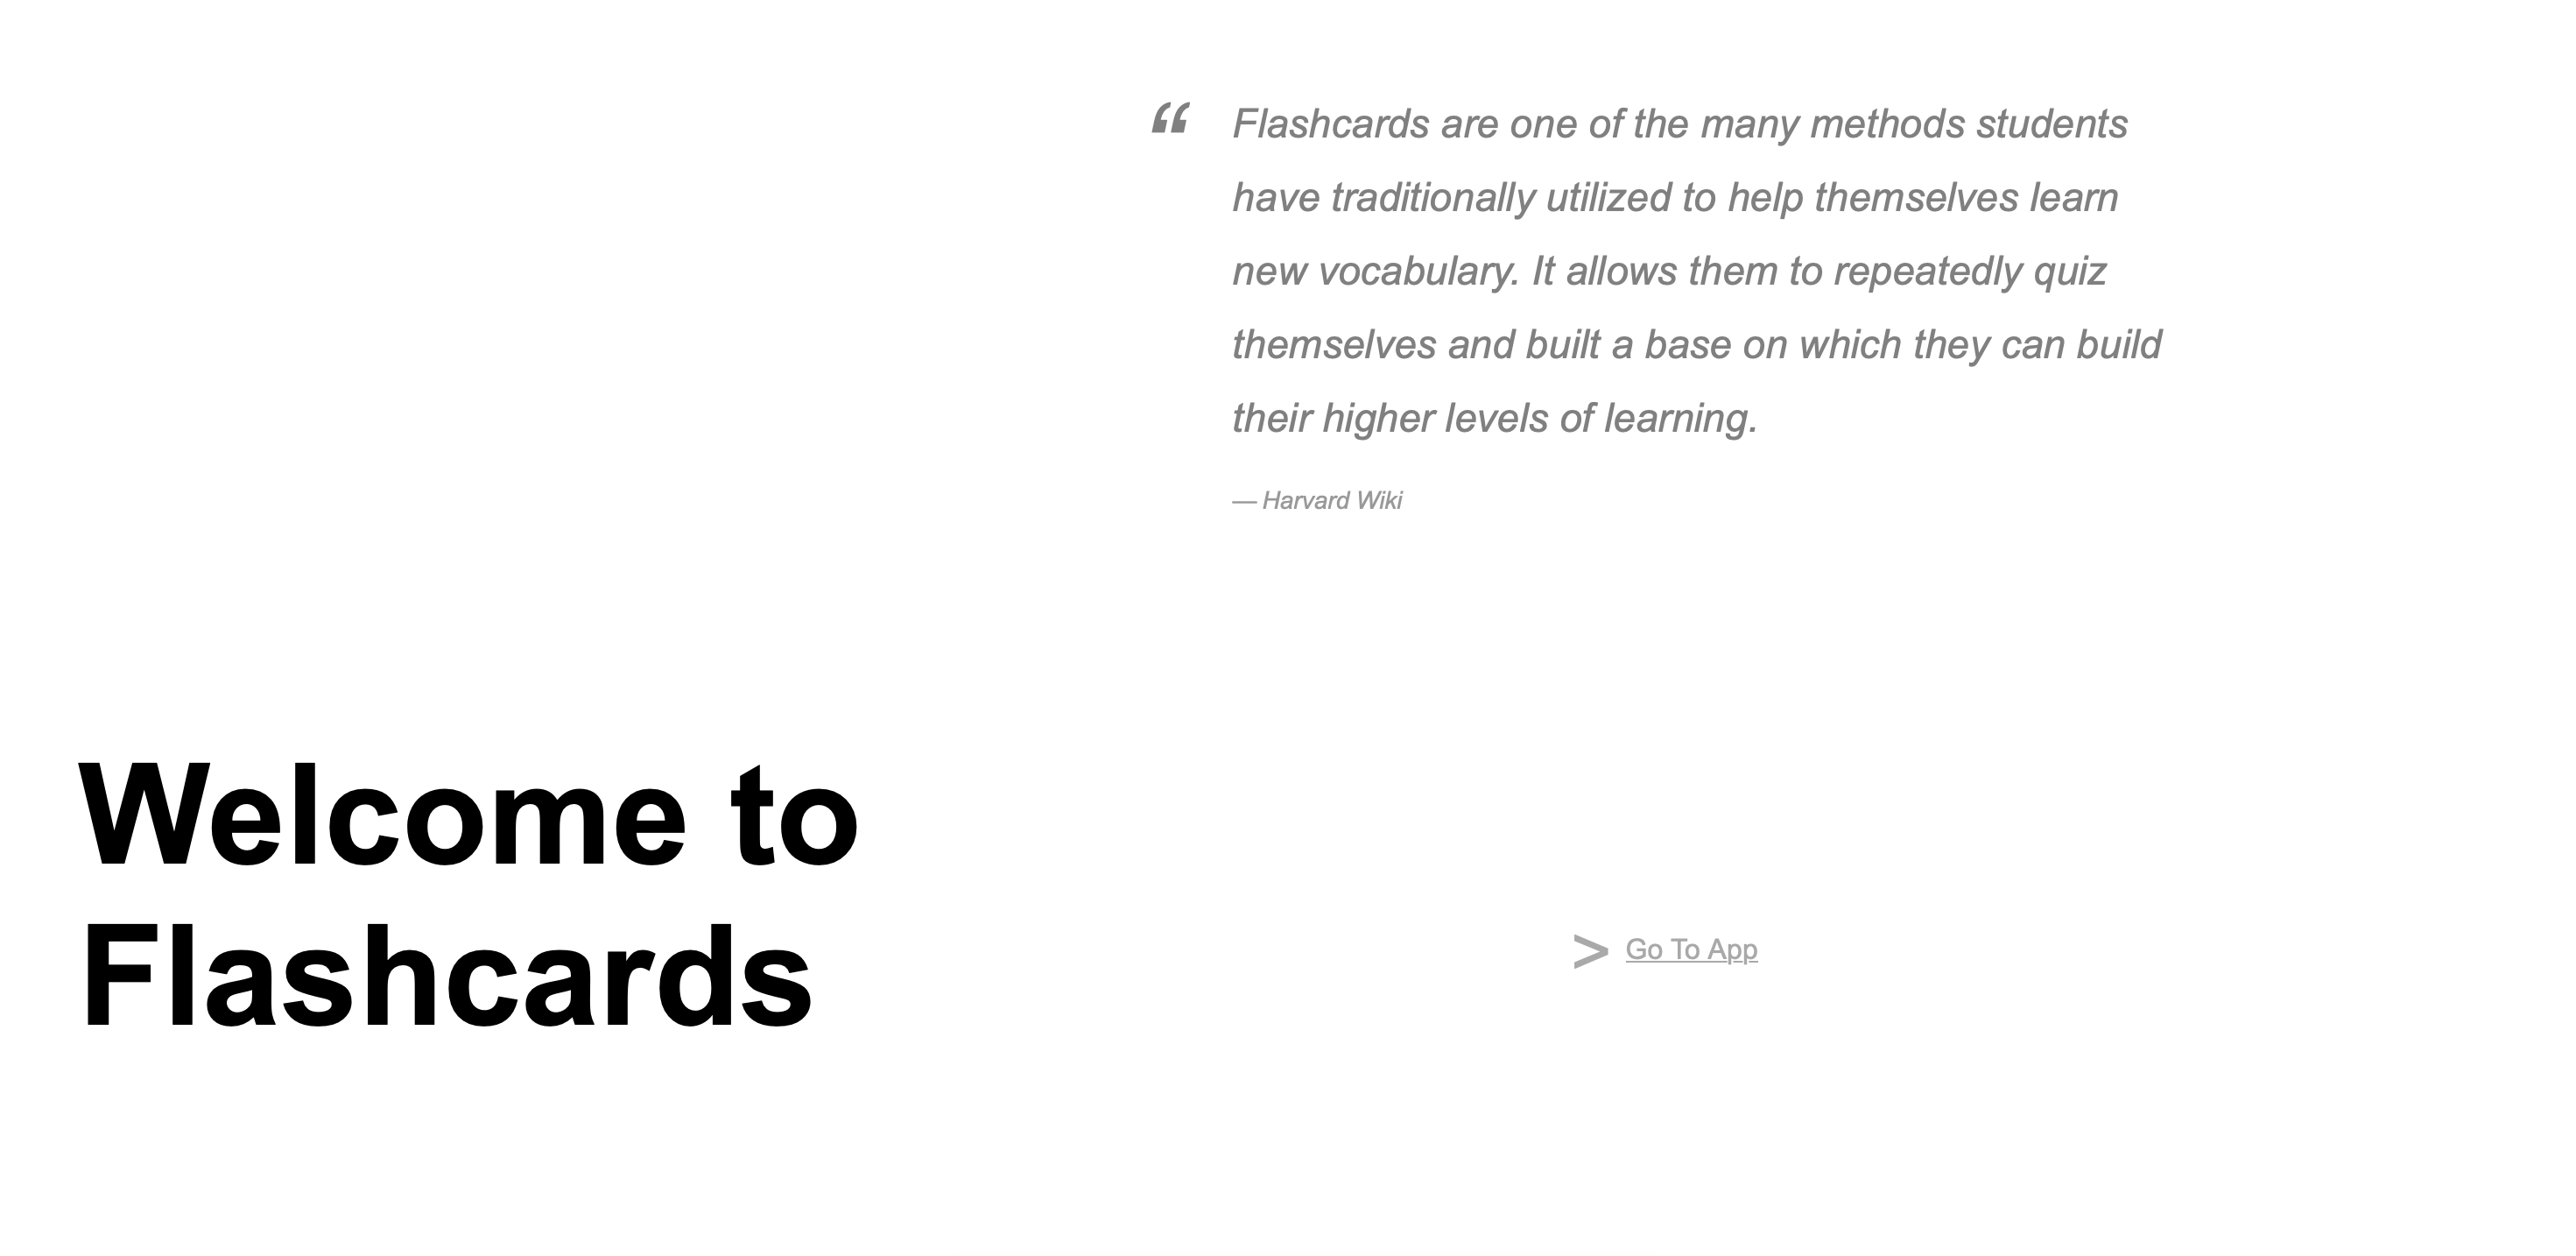 “ Flashcards are one of the many methods students
have traditionally utilized to help themselves learn
new vocabulary. It allows them to repeatedly quiz
themselves and built a base on which they can build
their higher levels of learning.
— Harvard Wiki
Welcome to
Flashcards
> Go To App